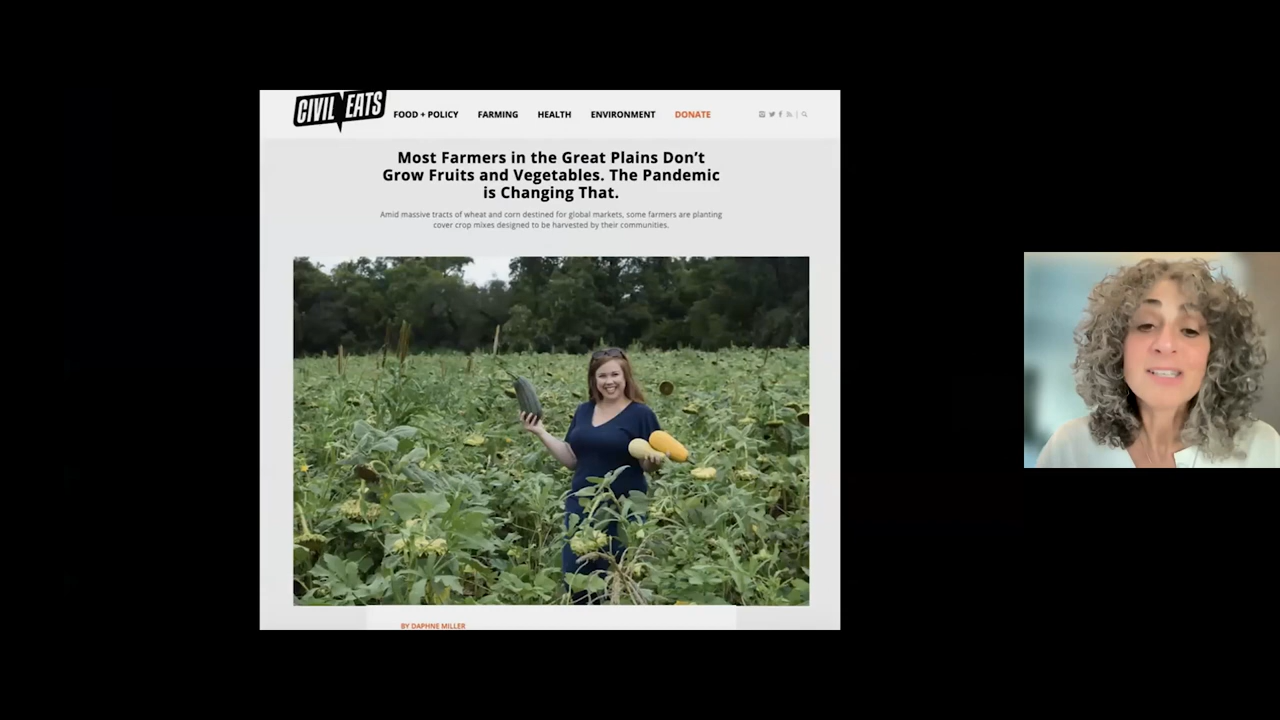 CIVIL EATS
FOOD + POLICY FARMING HEALTH ENVIRONMENT DONATE
Most Farmers in the Great Plains Don’t
Grow Fruits and Vegetables. The Pandemic
is Changing That.
Amid massive tracts of wheat and corn destined for global markets, some farmers are planting
cover crop mixes designed to be harvested by their communities.
BY DAPHNE MILLER